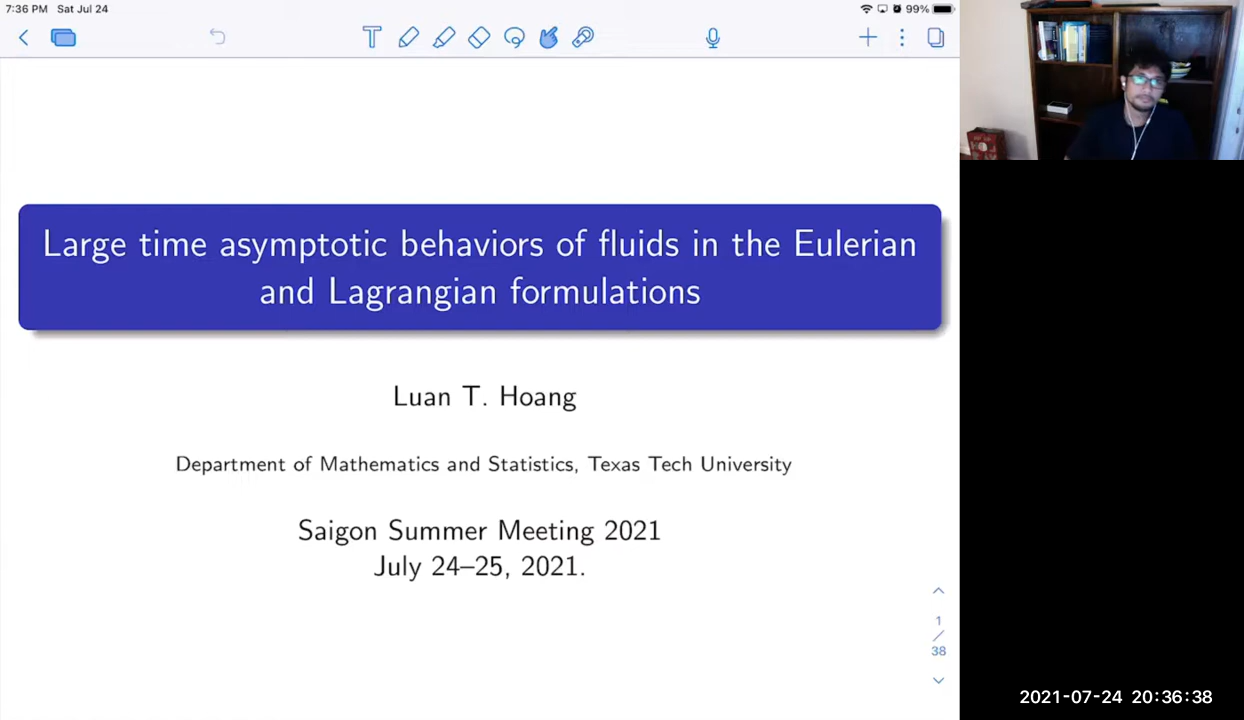 7:36 PM Sat Jul 24
99%
Large time asymptotic behaviors of fluids in the Eulerian
and Lagrangian formulations
Luan T. Hoang
Department of Mathematics and Statistics, Texas Tech University
Saigon Summer Meeting 2021
July 24–25, 2021.
1
/
38
2021-07-24 20:36:38